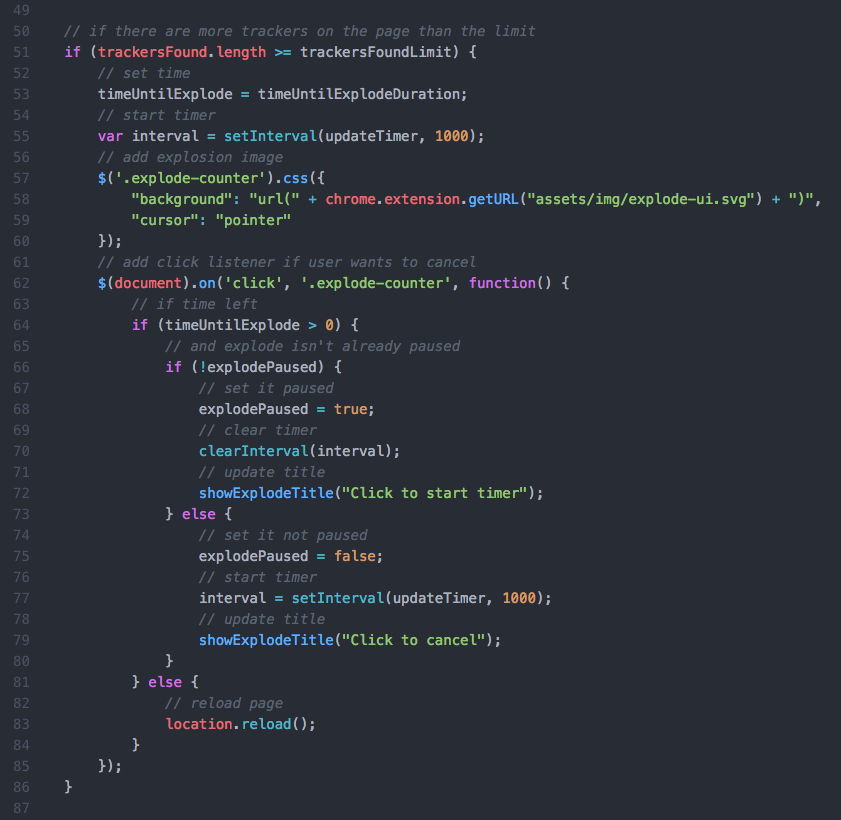 49
50 // if there are more trackers on the page than the limit
51 if (trackersFound.length >= trackersFoundLimit) {
52 // set time
53 timeUntilExplode = timeUntilExplodeDuration;
54 // start timer
55 var interval = setInterval(updateTimer, 1000);
56 // add explosion image
57 $('.explode-counter').css({
58 "background": "url(" + chrome.extension.getURL("assets/img/explode-ui.svg") + ")",
59 "cursor": "pointer"
60 });
61 // add click listener if user wants to cancel
62 $(document).on('click', '.explode-counter', function() {
63 // if time left
64 if (timeUntilExplode > 0) {
65 // and explode isn't already paused
66 if (!explodePaused) {
67 // set it paused
68 explodePaused = true;
69 // clear timer
70 clearInterval(interval);
71 // update title
72 showExplodeTitle("Click to start timer");
73 } else {
74 // set it not paused
75 explodePaused = false;
76 // start timer
77 interval = setInterval(updateTimer, 1000);
78 // update title
79 showExplodeTitle("Click to cancel");
80 }
81 } else {
82 // reload page
83 location.reload();
84 }
85 });
86 }
87